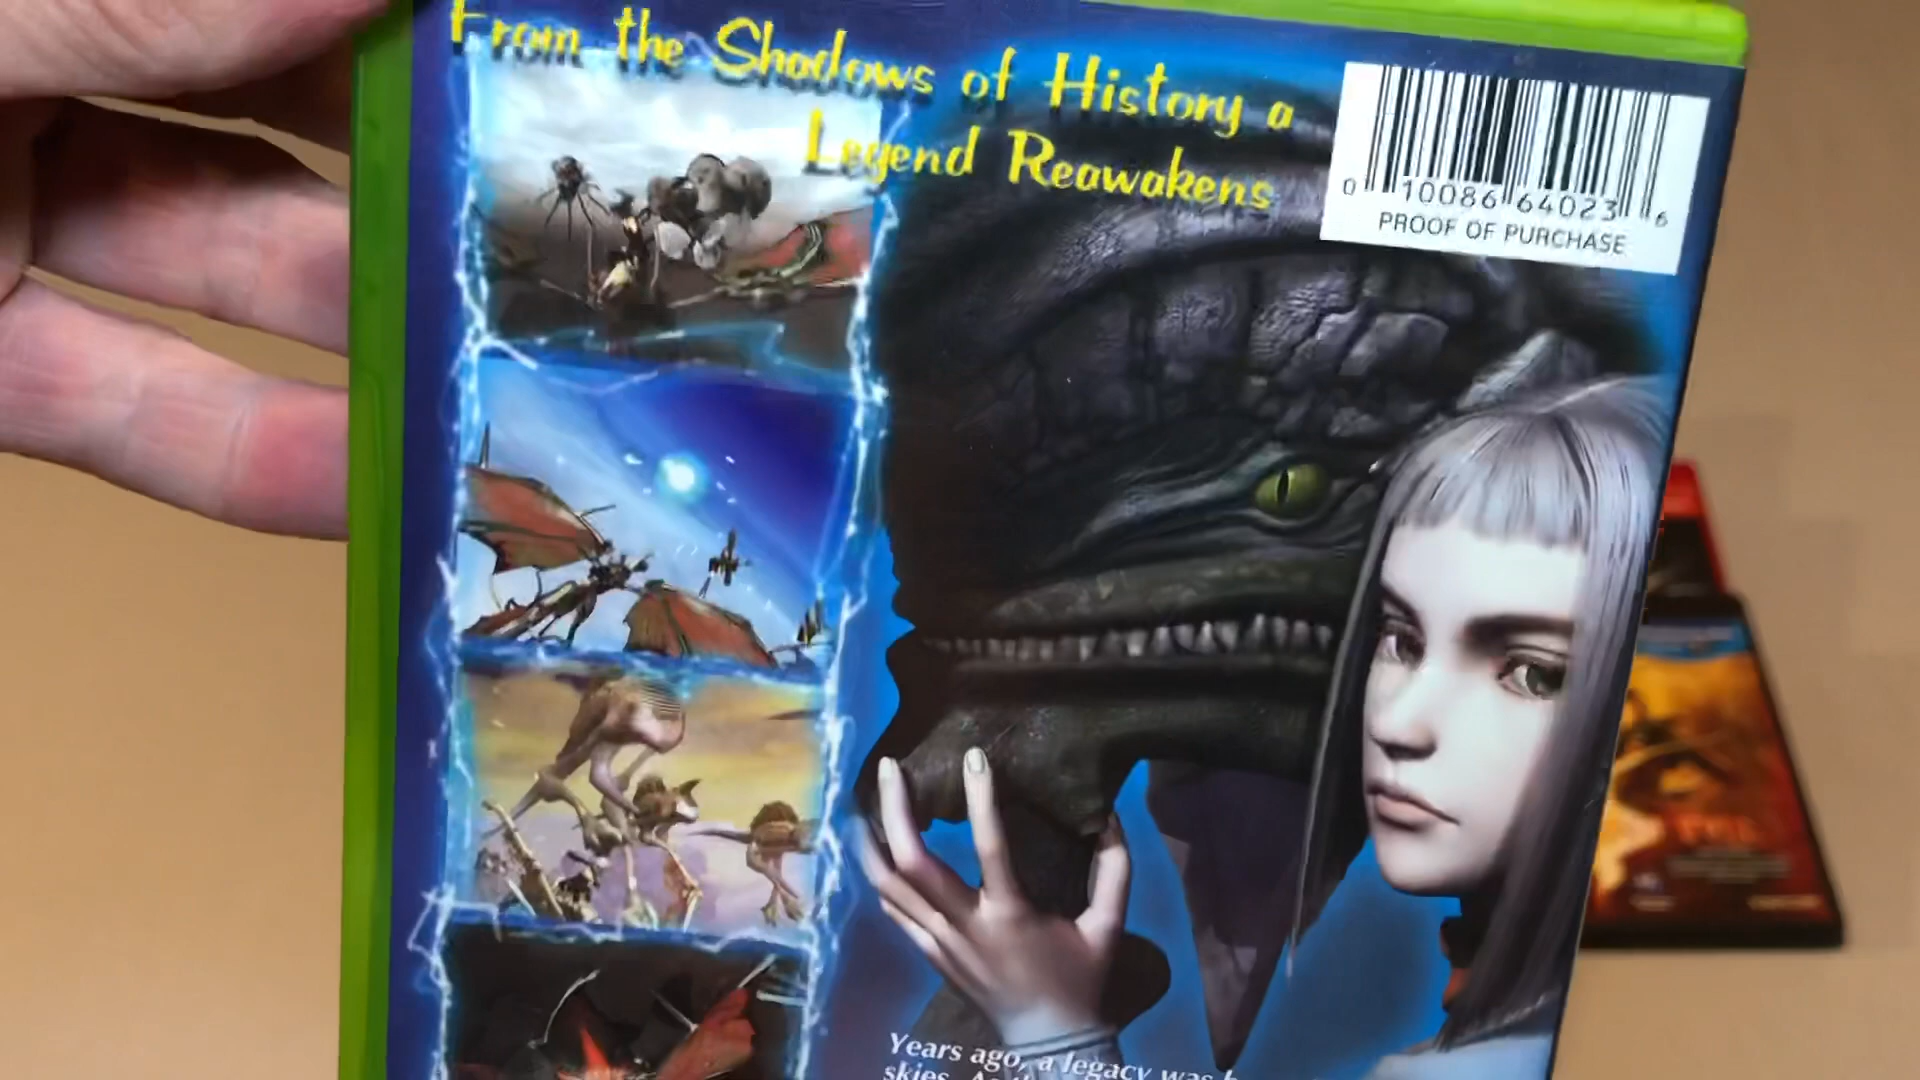 From the Shadows of History a
Legend Reawakens
0 10086 64023 6
PROOF OF PURCHASE
Years ago, a legacy was
skies.